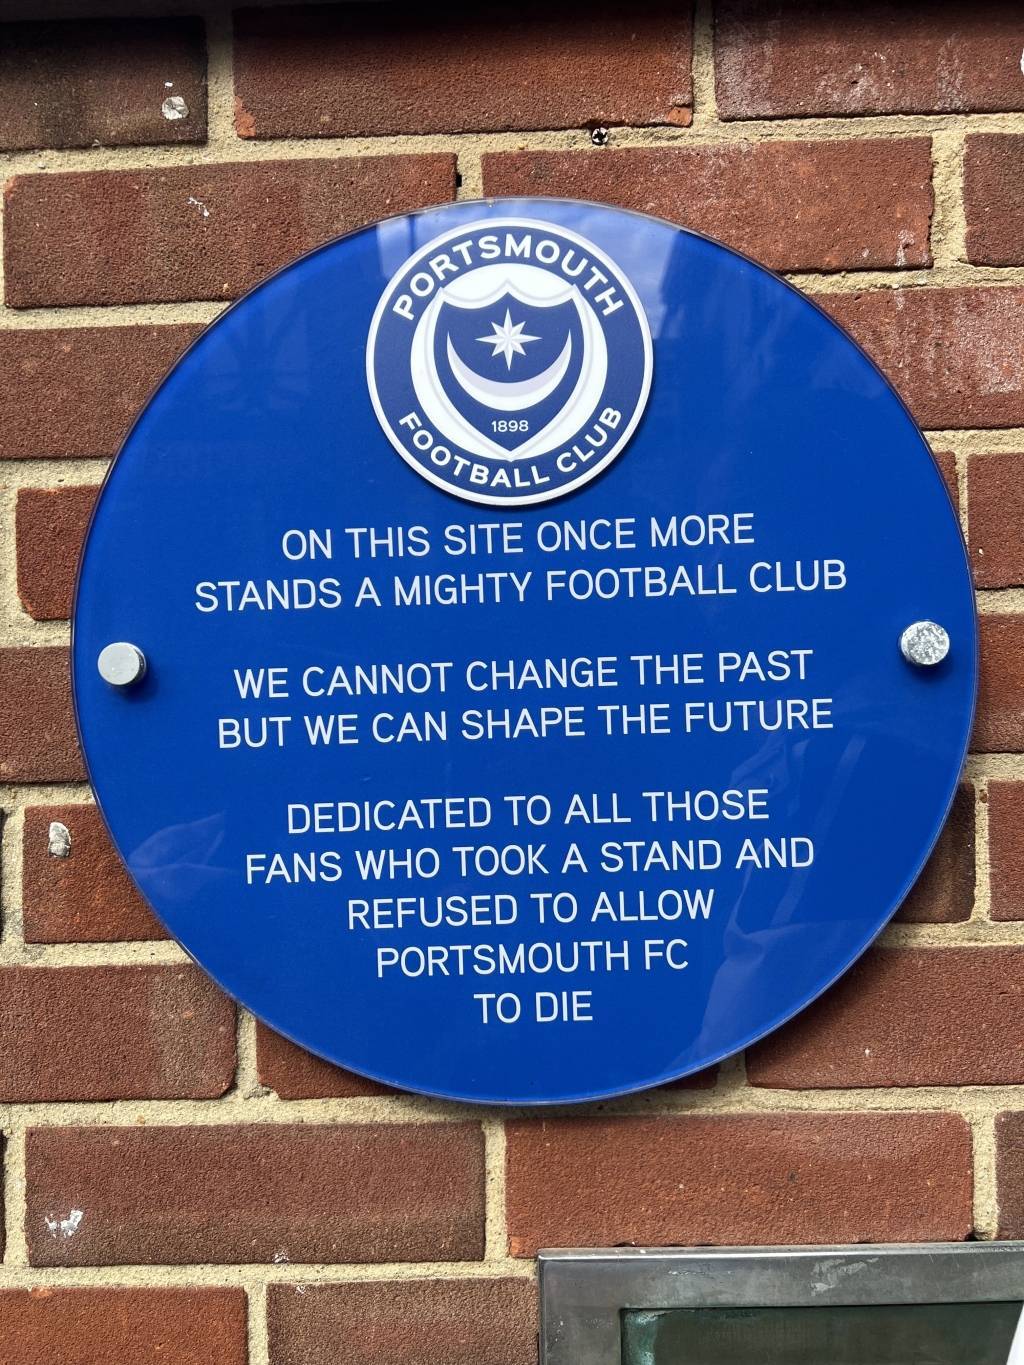 PORTSMOUTH
1898
FOOTBALL CLUB
ON THIS SITE ONCE MORE
STANDS A MIGHTY FOOTBALL CLUB
WE CANNOT CHANGE THE PAST
BUT WE CAN SHAPE THE FUTURE
DEDICATED TO ALL THOSE
FANS WHO TOOK A STAND AND
REFUSED TO ALLOW
PORTSMOUTH FC
TO DIE